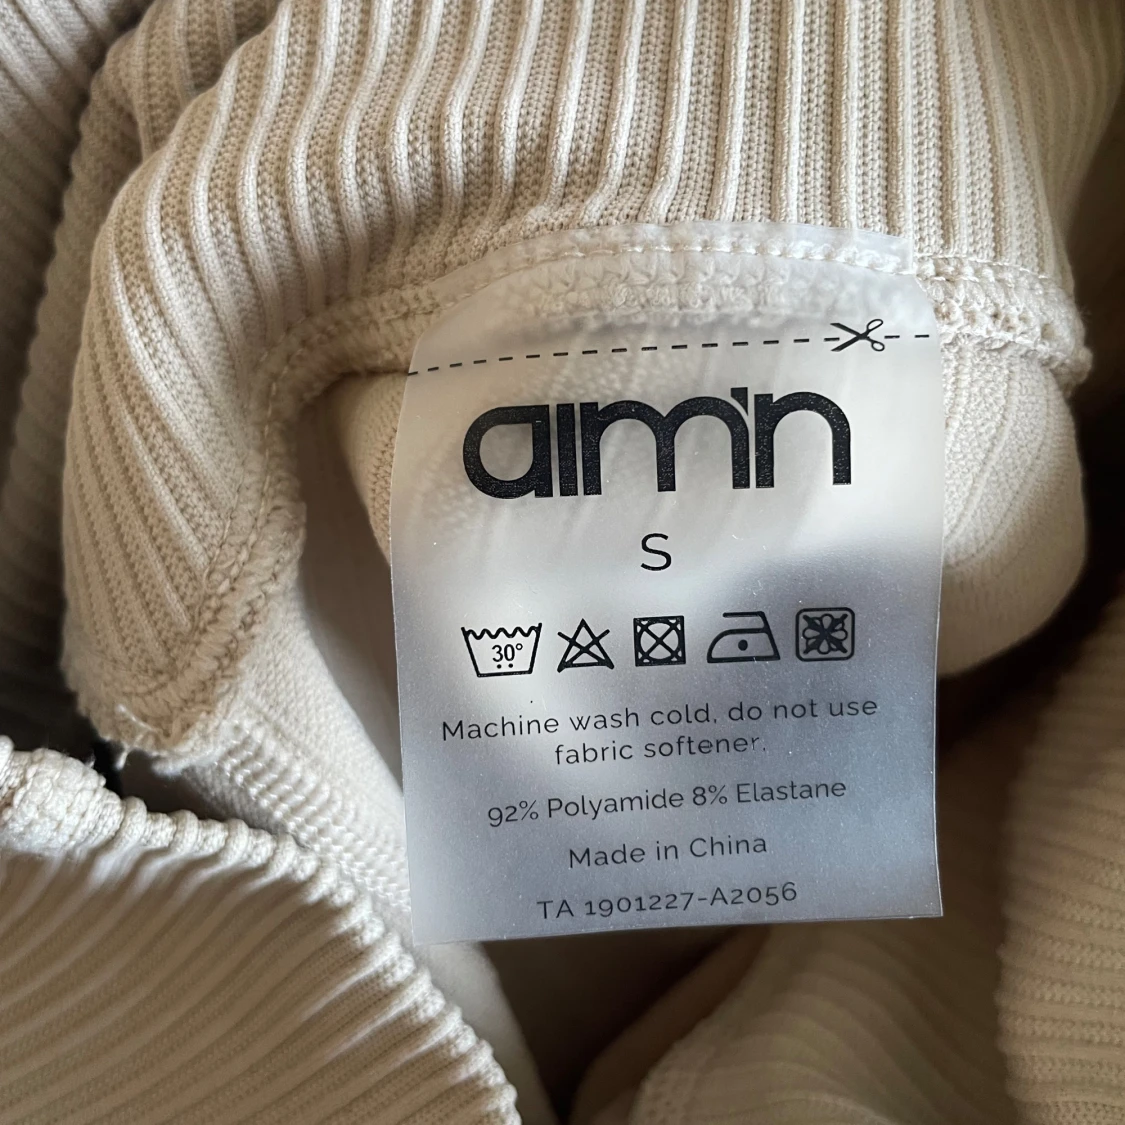 aim'n
S
30°
Machine wash cold, do not use
fabric softener.
92% Polyamide 8% Elastane
Made in China
TA 1901227-A2056